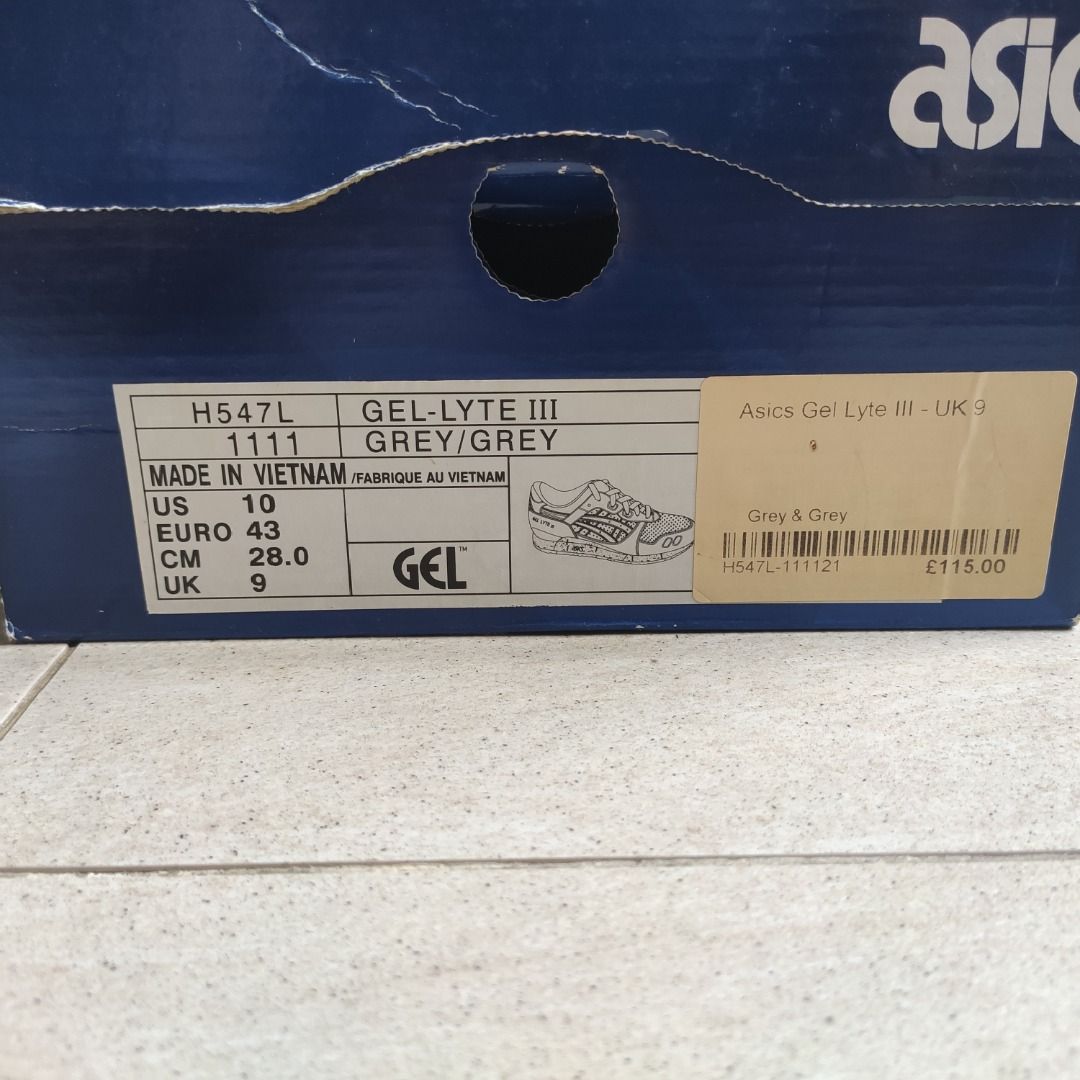 asic
H547L
GEL-LYTE III
1111
GREY/GREY
MADE IN VIETNAM /FABRIQUE AU VIETNAM
US 10
EURO 43
CM 28.0
UK 9
GEL™
Asics Gel Lyte III - UK 9
Grey & Grey
H547L-111121
£115.00